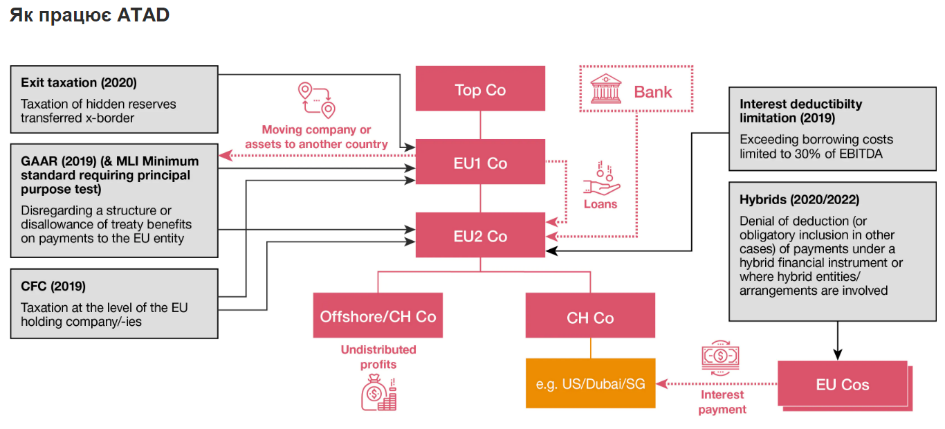 Як працює ATAD
Exit taxation (2020)
Taxation of hidden reserves
transferred x-border
GAAR (2019) (& MLI Minimum
standard requiring principal
purpose test)
Disregarding a structure or
disallowance of treaty benefits
on payments to the EU entity
CFC (2019)
Taxation at the level of the EU
holding company/-ies
Moving company or
assets to another country
Top Co
EU1 Co
EU2 Co
Loans
Bank
Offshore/CH Co
Undistributed
profits
CH Co
e.g. US/Dubai/SG
Interest
payment
EU Cos
Interest deductibilty
limitation (2019)
Exceeding borrowing costs
limited to 30% of EBITDA
Hybrids (2020/2022)
Denial of deduction (or
obligatory inclusion in other
cases) of payments under a
hybrid financial instrument or
where hybrid entities/
arrangements are involved